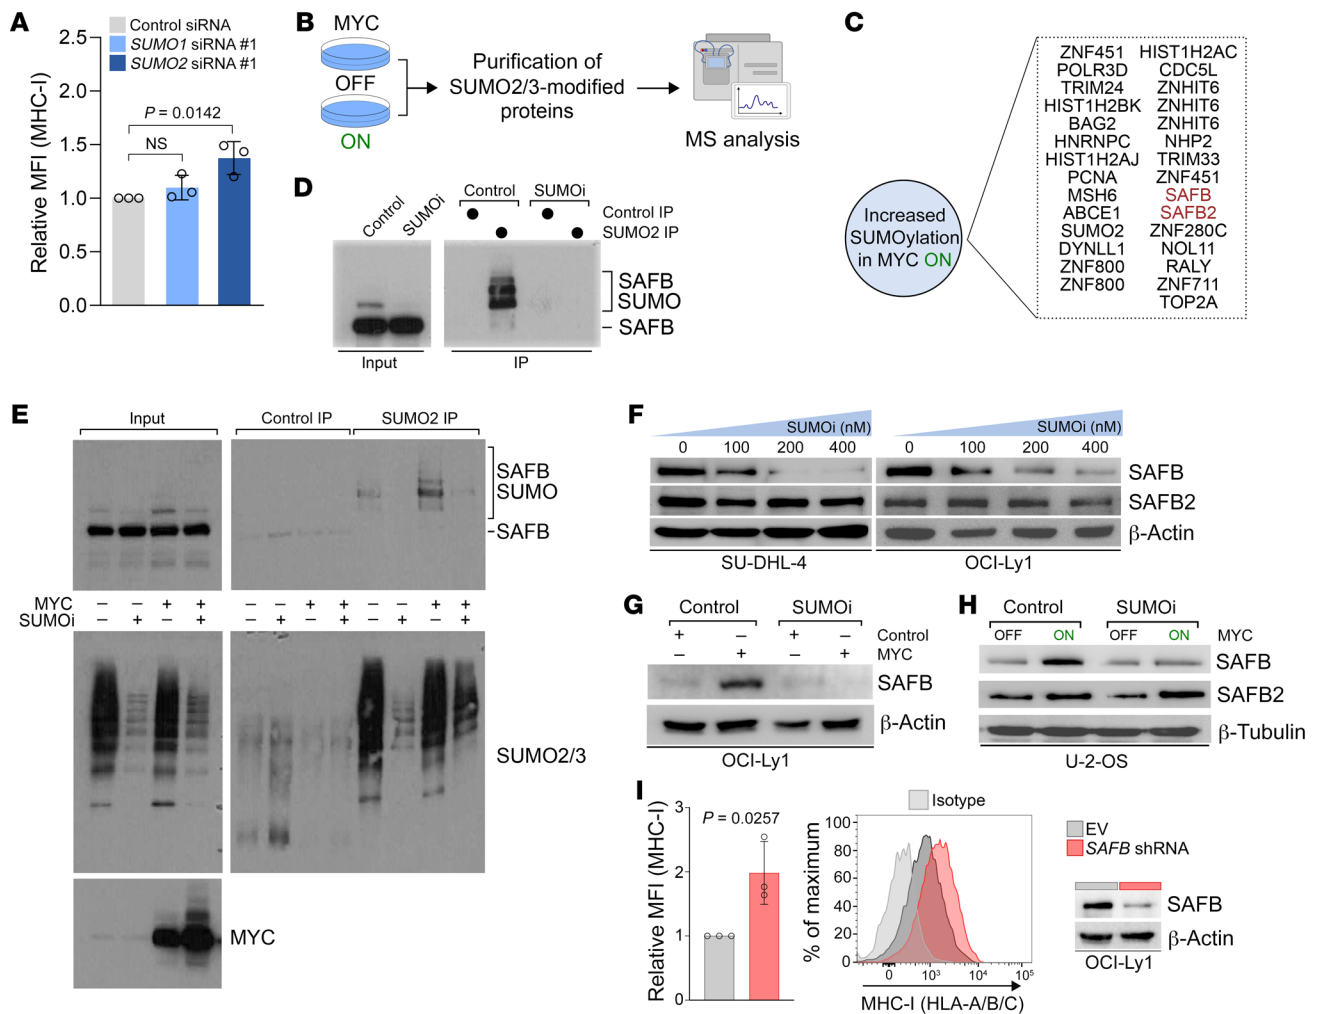 A
Control siRNA
SUMO1 siRNA #1
SUMO2 siRNA #1
Relative MFI (MHC-I)
2.5
2.0
1.5
1.0
0.5
0.0
P = 0.0142
NS
B
MYC
OFF
ON
Purification of
SUMO2/3-modified
proteins
MS analysis
C
Increased
SUMOylation
in MYC ON
ZNF451 HIST1H2AC
POLR3D CDC5L
TRIM24 ZNHIT6
HIST1H2BK ZNHIT6
BAG2 ZNHIT6
HNRNPC NHP2
HIST1H2AJ TRIM33
PCNA ZNF451
MSH6 SAFB
ABCE1 SAFB2
SUMO2 ZNF280C
DYNLL1 NOL11
ZNF800 RALY
ZNF800 ZNF711
TOP2A
D
Control SUMOi
Control SUMOi
Control IP
SUMO2 IP
SAFB
SUMO
SAFB
Input IP
E
Input Control IP SUMO2 IP
SAFB
SUMO
SAFB
MYC – – + + – – + + – – + +
SUMOi – + – + – + – + – + – +
SUMO2/3
MYC
F
SUMOi (nM) SUMOi (nM)
0 100 200 400 0 100 200 400
SAFB
SAFB2
β-Actin
SU-DHL-4 OCI-Ly1
G
Control SUMOi
+ – + – Control
– + – + MYC
SAFB
β-Actin
OCI-Ly1
H
Control SUMOi
OFF ON OFF ON MYC
SAFB
SAFB2
β-Tubulin
U-2-OS
I
Relative MFI (MHC-I)
3
2
1
0
P = 0.0257
Isotype
% of maximum
100
80
60
40
20
0
0 10³ 10⁴ 10⁵
MHC-I (HLA-A/B/C)
EV
SAFB shRNA
SAFB
β-Actin
OCI-Ly1